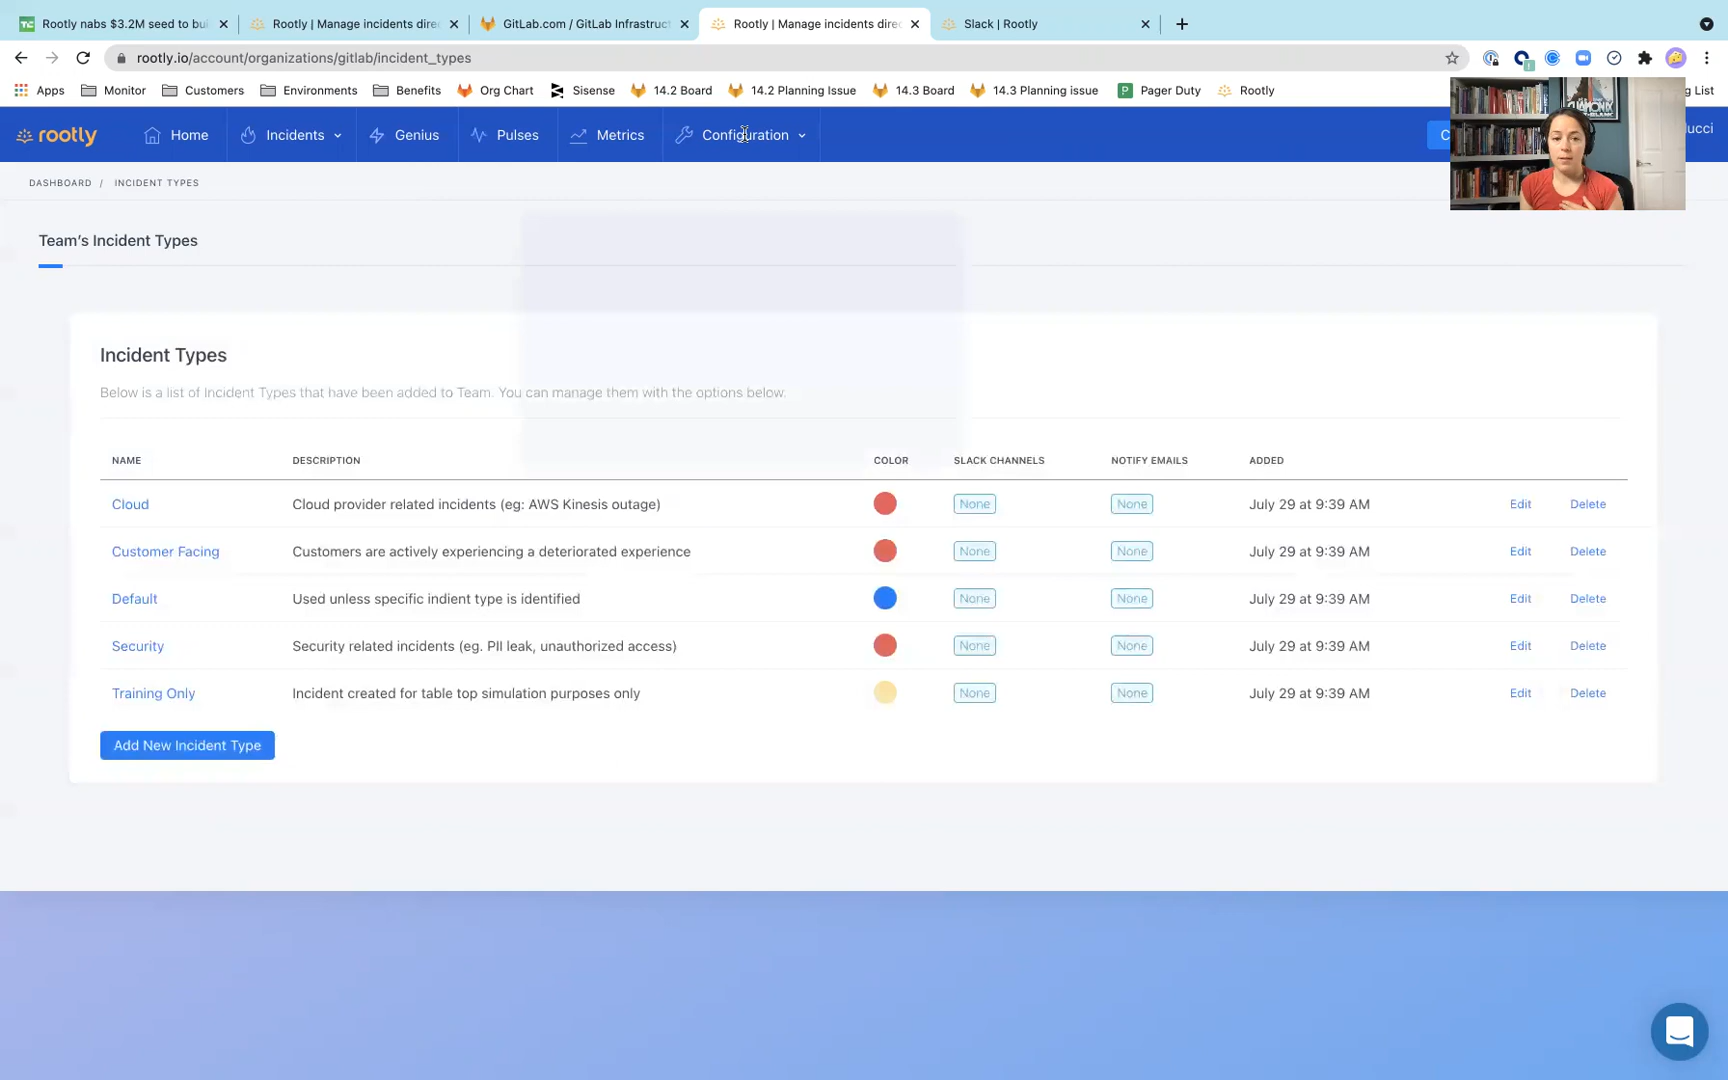 Rootly nabs $3.2M seed to bui
Rootly | Manage incidents direc
GitLab.com / GitLab Infrastruct
Rootly | Manage incidents direc
Slack | Rootly
rootly.io/account/organizations/gitlab/incident_types
Apps
Monitor
Customers
Environments
Benefits
Org Chart
Sisense
14.2 Board
14.2 Planning Issue
14.3 Board
14.3 Planning issue
Pager Duty
Rootly
g List
rootly
Home
Incidents
Genius
Pulses
Metrics
Configuration
C
lucci
DASHBOARD / INCIDENT TYPES
Team's Incident Types
Incident Types
Below is a list of Incident Types that have been added to Team. You can manage them with the options below.
NAME DESCRIPTION COLOR SLACK CHANNELS NOTIFY EMAILS ADDED
Cloud Cloud provider related incidents (eg: AWS Kinesis outage) None None July 29 at 9:39 AM Edit Delete
Customer Facing Customers are actively experiencing a deteriorated experience None None July 29 at 9:39 AM Edit Delete
Default Used unless specific indient type is identified None None July 29 at 9:39 AM Edit Delete
Security Security related incidents (eg. PII leak, unauthorized access) None None July 29 at 9:39 AM Edit Delete
Training Only Incident created for table top simulation purposes only None None July 29 at 9:39 AM Edit Delete
Add New Incident Type